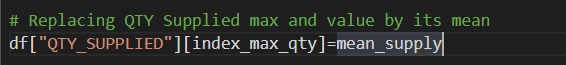 # Replacing QTY Supplied max and value by its mean
df["QTY_SUPPLIED"][index_max_qty]=mean_supply